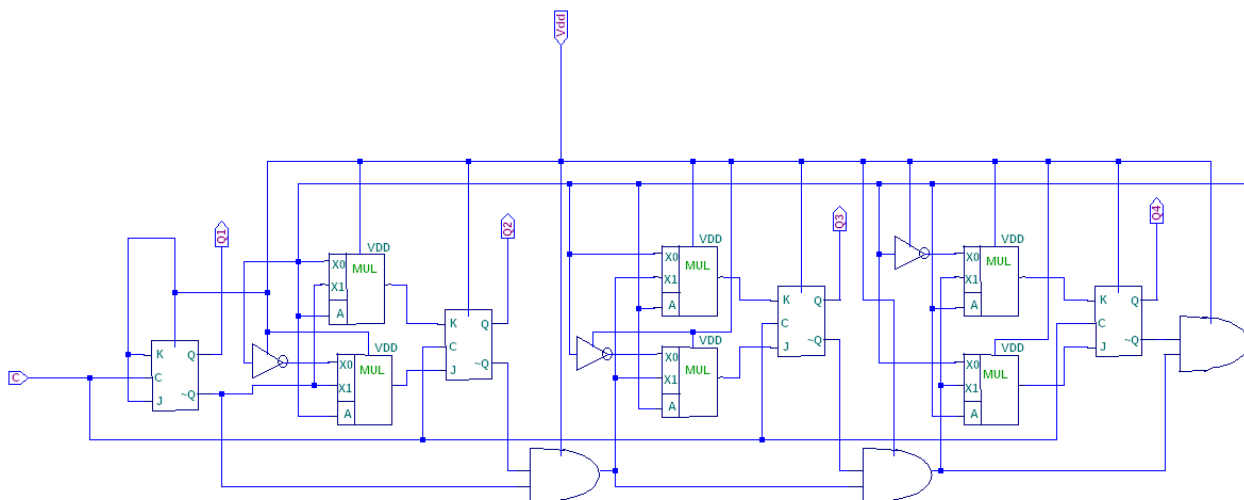 Vdd
Q1
Q2
Q3
Q4
C
K
Q
C
J
~Q
VDD
X0
MUL
X1
A
VDD
X0
MUL
X1
A
K
Q
C
J
~Q
VDD
X0
MUL
X1
A
VDD
X0
MUL
X1
A
K
Q
C
J
~Q
VDD
X0
MUL
X1
A
VDD
X0
MUL
X1
A
K
Q
C
J
~Q